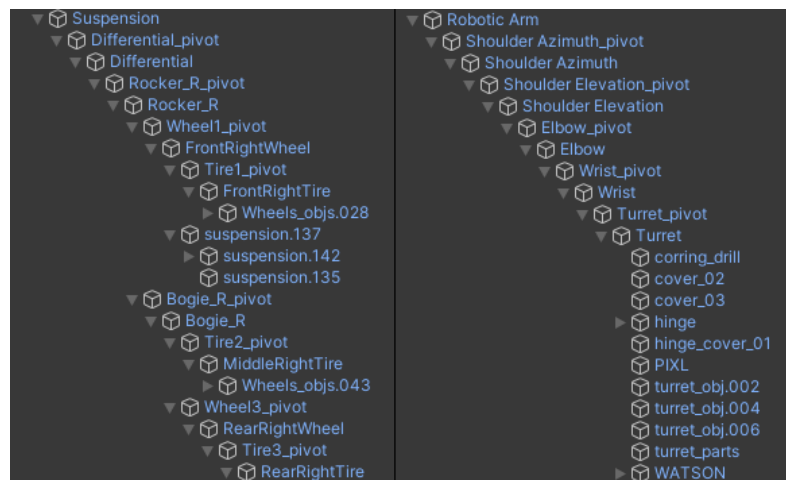 Suspension
Differential_pivot
Differential
Rocker_R_pivot
Rocker_R
Wheel1_pivot
FrontRightWheel
Tire1_pivot
FrontRightTire
Wheels_objs.028
suspension.137
suspension.142
suspension.135
Bogie_R_pivot
Bogie_R
Tire2_pivot
MiddleRightTire
Wheels_objs.043
Wheel3_pivot
RearRightWheel
Tire3_pivot
RearRightTire
Robotic Arm
Shoulder Azimuth_pivot
Shoulder Azimuth
Shoulder Elevation_pivot
Shoulder Elevation
Elbow_pivot
Elbow
Wrist_pivot
Wrist
Turret_pivot
Turret
corring_drill
cover_02
cover_03
hinge
hinge_cover_01
PIXL
turret_obj.002
turret_obj.004
turret_obj.006
turret_parts
WATSON